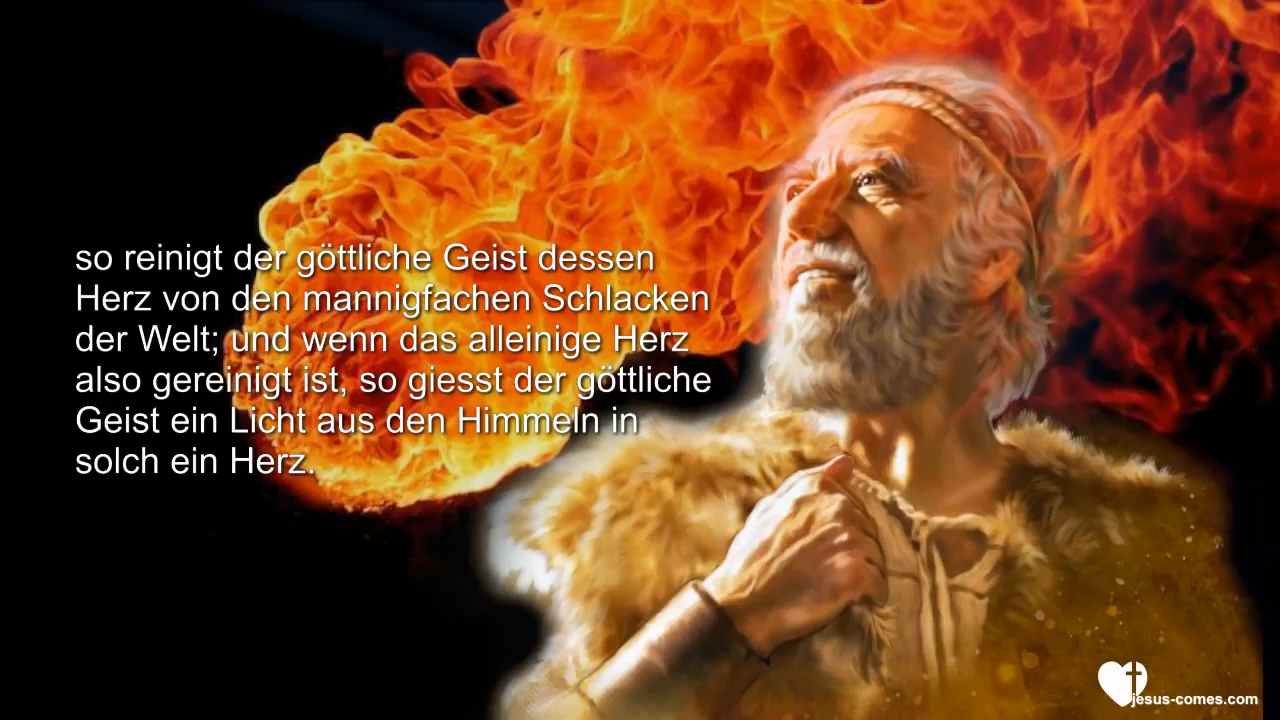 so reinigt der göttliche Geist dessen
Herz von den mannigfachen Schlacken
der Welt; und wenn das alleinige Herz
also gereinigt ist, so giesst der göttliche
Geist ein Licht aus den Himmeln in
solch ein Herz.
jesus-comes.com